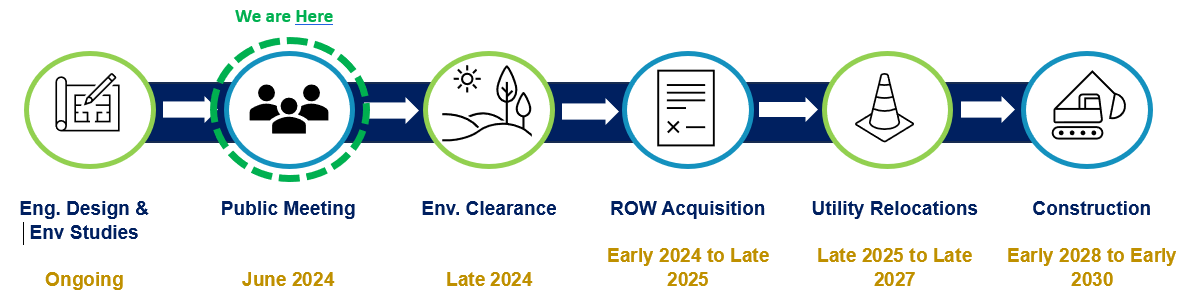 We are Here
Eng. Design &
Env Studies
Ongoing
Public Meeting
June 2024
Env. Clearance
Late 2024
ROW Acquisition
Early 2024 to Late
2025
Utility Relocations
Late 2025 to Late
2027
Construction
Early 2028 to Early
2030